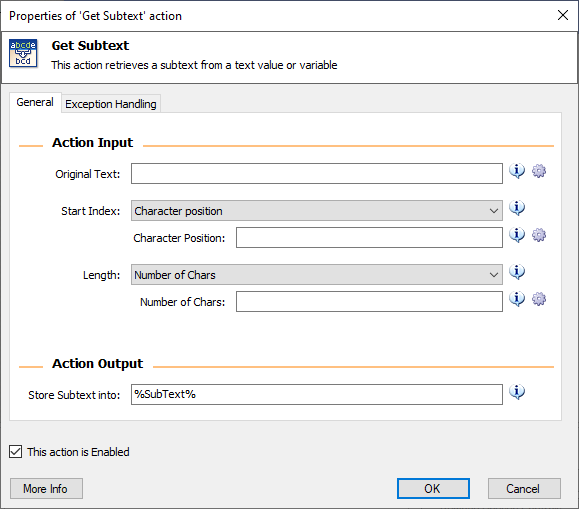 Properties of 'Get Subtext' action
abcde
bcd
Get Subtext
This action retrieves a subtext from a text value or variable
General
Exception Handling
Action Input
Original Text:
Start Index:
Character position
Character Position:
Length:
Number of Chars
Number of Chars:
Action Output
Store Subtext into:
%SubText%
This action is Enabled
More Info
OK
Cancel